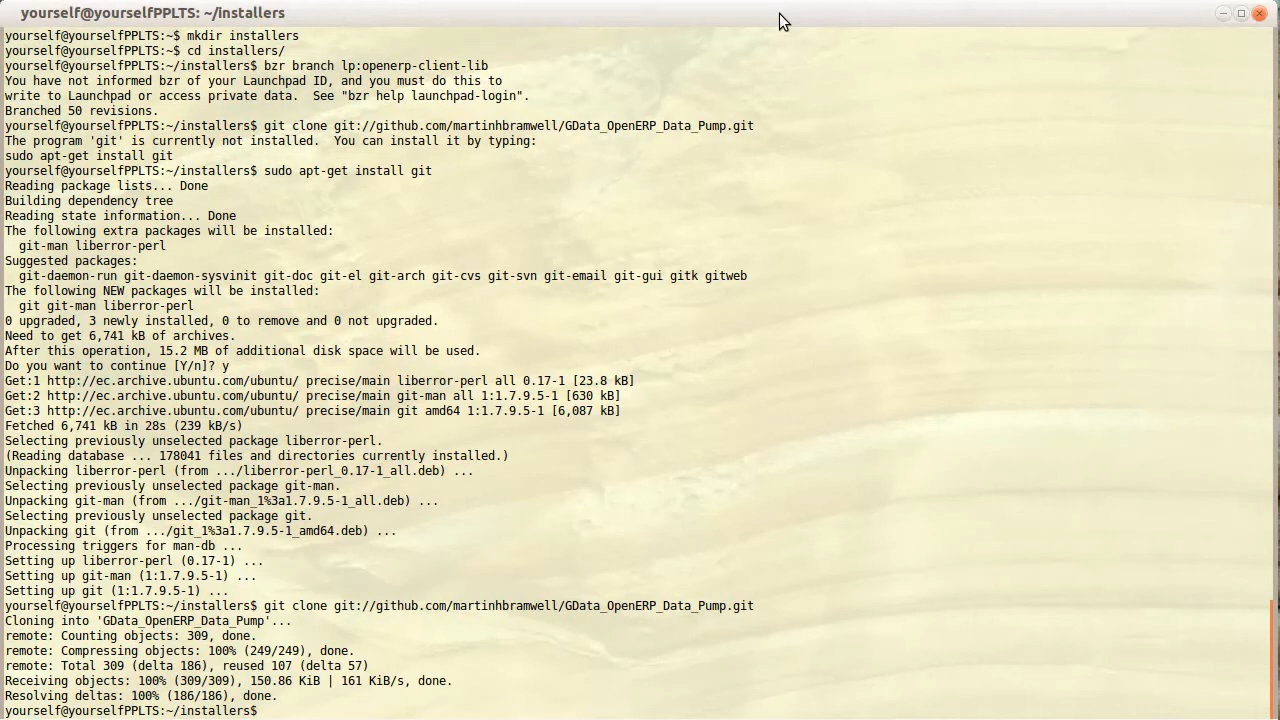 yourself@yourselfPPLTS: ~/installers
yourself@yourselfPPLTS:~$ mkdir installers
yourself@yourselfPPLTS:~$ cd installers/
yourself@yourselfPPLTS:~/installers$ bzr branch lp:openerp-client-lib
You have not informed bzr of your Launchpad ID, and you must do this to
write to Launchpad or access private data.  See "bzr help launchpad-login".
Branched 50 revisions.
yourself@yourselfPPLTS:~/installers$ git clone git://github.com/martinhbramwell/GData_OpenERP_Data_Pump.git
The program 'git' is currently not installed.  You can install it by typing:
sudo apt-get install git
yourself@yourselfPPLTS:~/installers$ sudo apt-get install git
Reading package lists... Done
Building dependency tree
Reading state information... Done
The following extra packages will be installed:
  git-man liberror-perl
Suggested packages:
  git-daemon-run git-daemon-sysvinit git-doc git-el git-arch git-cvs git-svn git-email git-gui gitk gitweb
The following NEW packages will be installed:
  git git-man liberror-perl
0 upgraded, 3 newly installed, 0 to remove and 0 not upgraded.
Need to get 6,741 kB of archives.
After this operation, 15.2 MB of additional disk space will be used.
Do you want to continue [Y/n]? y
Get:1 http://ec.archive.ubuntu.com/ubuntu/ precise/main liberror-perl all 0.17-1 [23.8 kB]
Get:2 http://ec.archive.ubuntu.com/ubuntu/ precise/main git-man all 1:1.7.9.5-1 [630 kB]
Get:3 http://ec.archive.ubuntu.com/ubuntu/ precise/main git amd64 1:1.7.9.5-1 [6,087 kB]
Fetched 6,741 kB in 28s (239 kB/s)
Selecting previously unselected package liberror-perl.
(Reading database ... 178041 files and directories currently installed.)
Unpacking liberror-perl (from .../liberror-perl_0.17-1_all.deb) ...
Selecting previously unselected package git-man.
Unpacking git-man (from .../git-man_1%3a1.7.9.5-1_all.deb) ...
Selecting previously unselected package git.
Unpacking git (from .../git_1%3a1.7.9.5-1_amd64.deb) ...
Processing triggers for man-db ...
Setting up liberror-perl (0.17-1) ...
Setting up git-man (1:1.7.9.5-1) ...
Setting up git (1:1.7.9.5-1) ...
yourself@yourselfPPLTS:~/installers$ git clone git://github.com/martinhbramwell/GData_OpenERP_Data_Pump.git
Cloning into 'GData_OpenERP_Data_Pump'...
remote: Counting objects: 309, done.
remote: Compressing objects: 100% (249/249), done.
remote: Total 309 (delta 186), reused 107 (delta 57)
Receiving objects: 100% (309/309), 150.86 KiB | 161 KiB/s, done.
Resolving deltas: 100% (186/186), done.
yourself@yourselfPPLTS:~/installers$